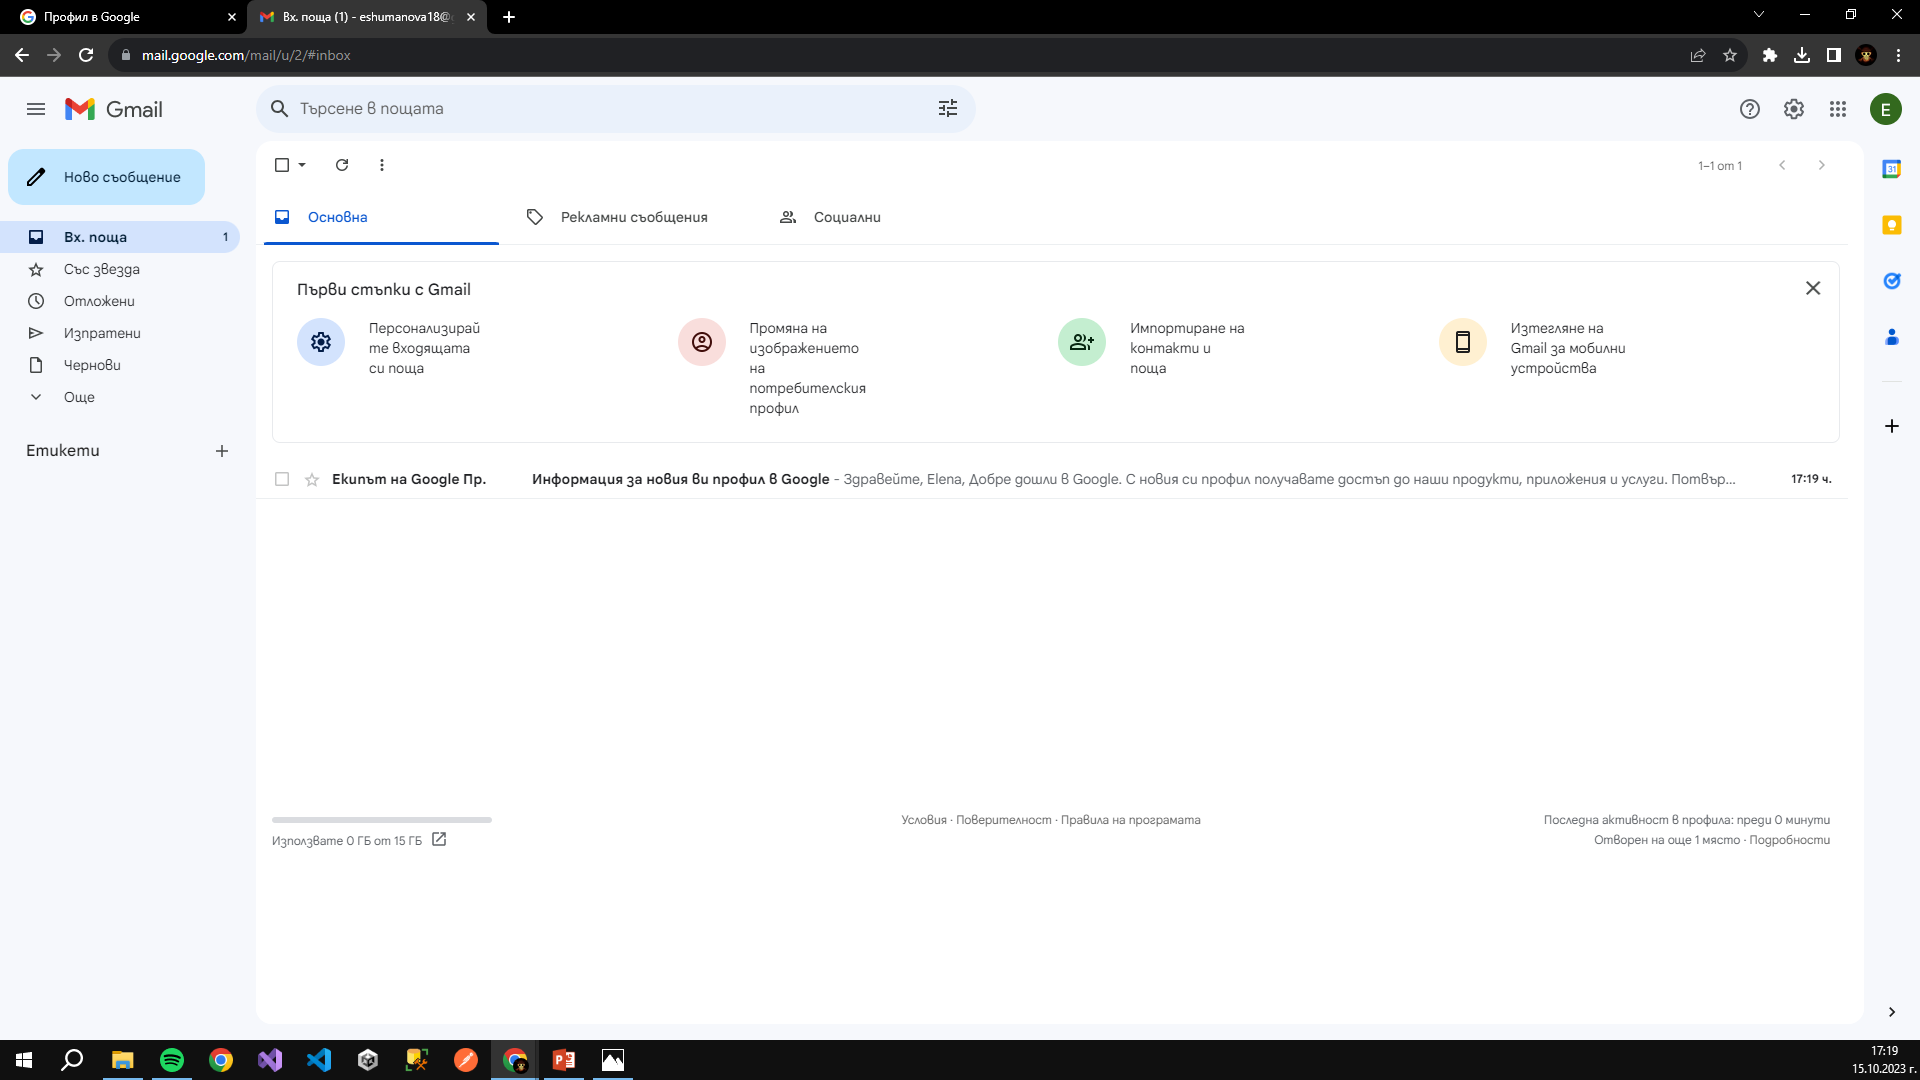 Профил в Google
Вх. поща (1) - eshumanova18@
mail.google.com/mail/u/2/#inbox
Gmail
Търсене в пощата
E
Ново съобщение
1–1 от 1
31
Основна
Рекламни съобщения
Социални
Вх. поща
1
Със звезда
Отложени
Изпратени
Чернови
Още
Етикети
Първи стъпки с Gmail
Персонализирай
те входящата
си поща
Промяна на
изображението
на
потребителския
профил
Импортиране на
контакти и
поща
Изтегляне на
Gmail за мобилни
устройства
Екипът на Google Пр.
Информация за новия ви профил в Google - Здравейте, Elena, Добре дошли в Google. С новия си профил получавате достъп до наши продукти, приложения и услуги. Потвър...
17:19 ч.
Използвате 0 ГБ от 15 ГБ
Условия · Поверителност · Правила на програмата
Последна активност в профила: преди 0 минути
Отворен на още 1 място · Подробности
17:19
15.10.2023 г.